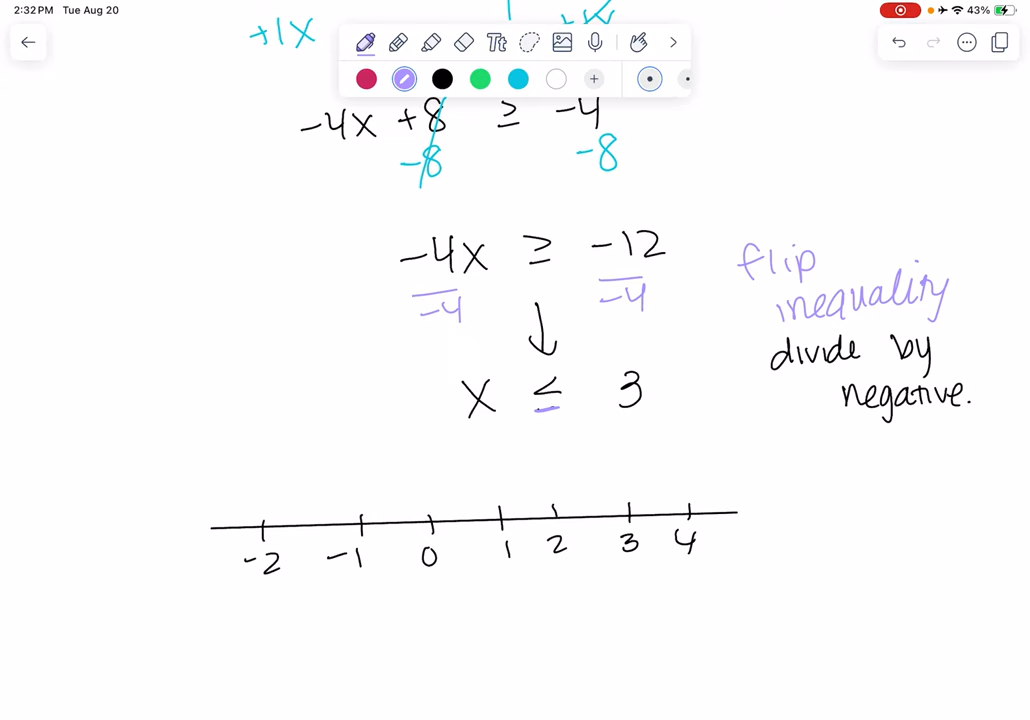 2:32 PM Tue Aug 20
43%
+1x
Tt
-4x +8 ≥ -4
-8 -8
-4x ≥ -12
-4 -4
flip
inequality
divide by
negative.
x ≤ 3
-2 -1 0 1 2 3 4